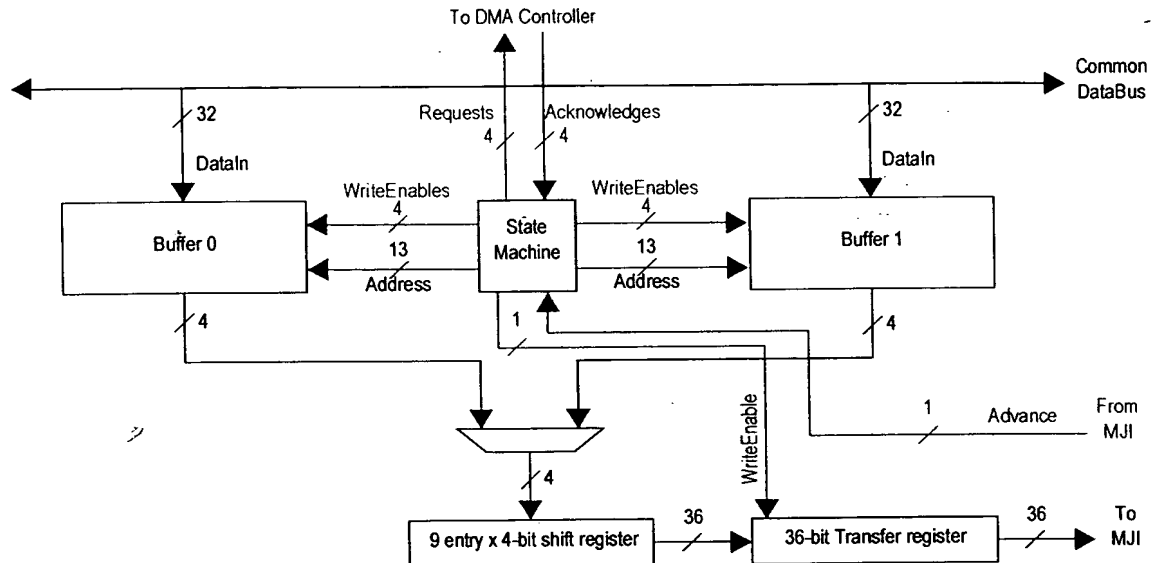 To DMA Controller
Common
DataBus
32
Requests
4
Acknowledges
4
32
DataIn
DataIn
WriteEnables
4
WriteEnables
4
Buffer 0
State
Machine
Buffer 1
13
Address
13
Address
4
1
4
WriteEnable
1
Advance
From
MJI
4
9 entry x 4-bit shift register
36
36-bit Transfer register
36
To
MJI